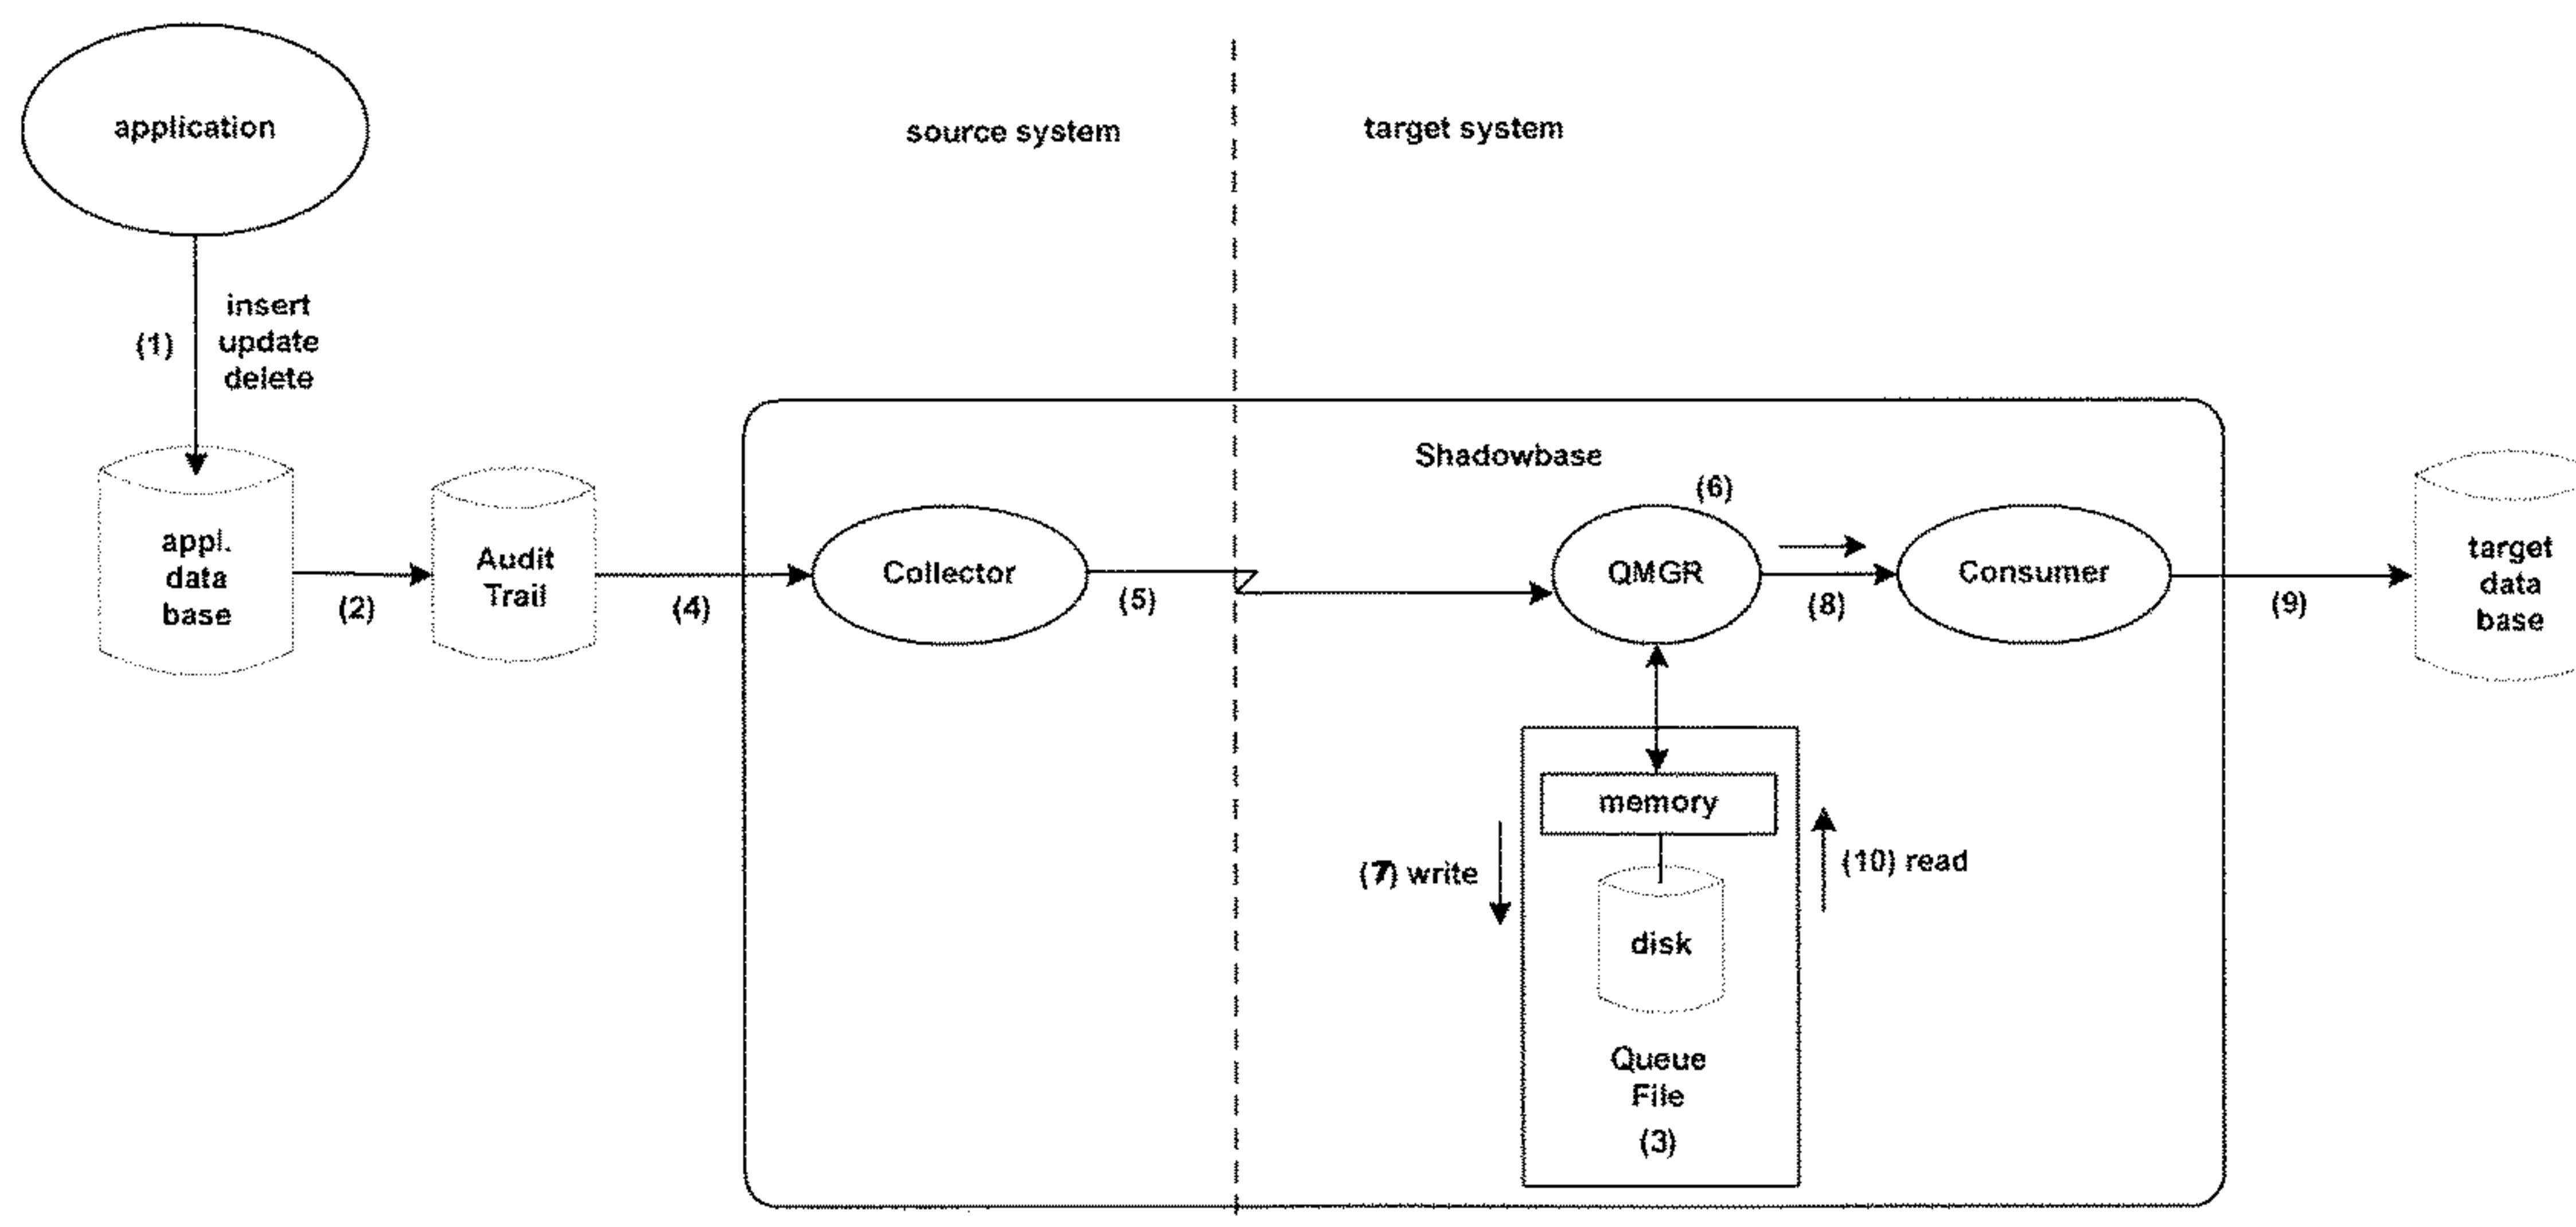 application
source system
target system
(1)
insert
update
delete
Shadowbase
appl.
data
base
(2)
Audit
Trail
(4)
Collector
(5)
QMGR
(6)
(8)
Consumer
(9)
target
data
base
memory
(7) write
(10) read
disk
Queue
File
(3)